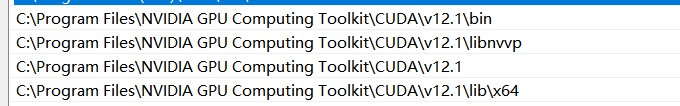 C:\Program Files\NVIDIA GPU Computing Toolkit\CUDA\v12.1\bin
C:\Program Files\NVIDIA GPU Computing Toolkit\CUDA\v12.1\libnvvp
C:\Program Files\NVIDIA GPU Computing Toolkit\CUDA\v12.1
C:\Program Files\NVIDIA GPU Computing Toolkit\CUDA\v12.1\lib\x64